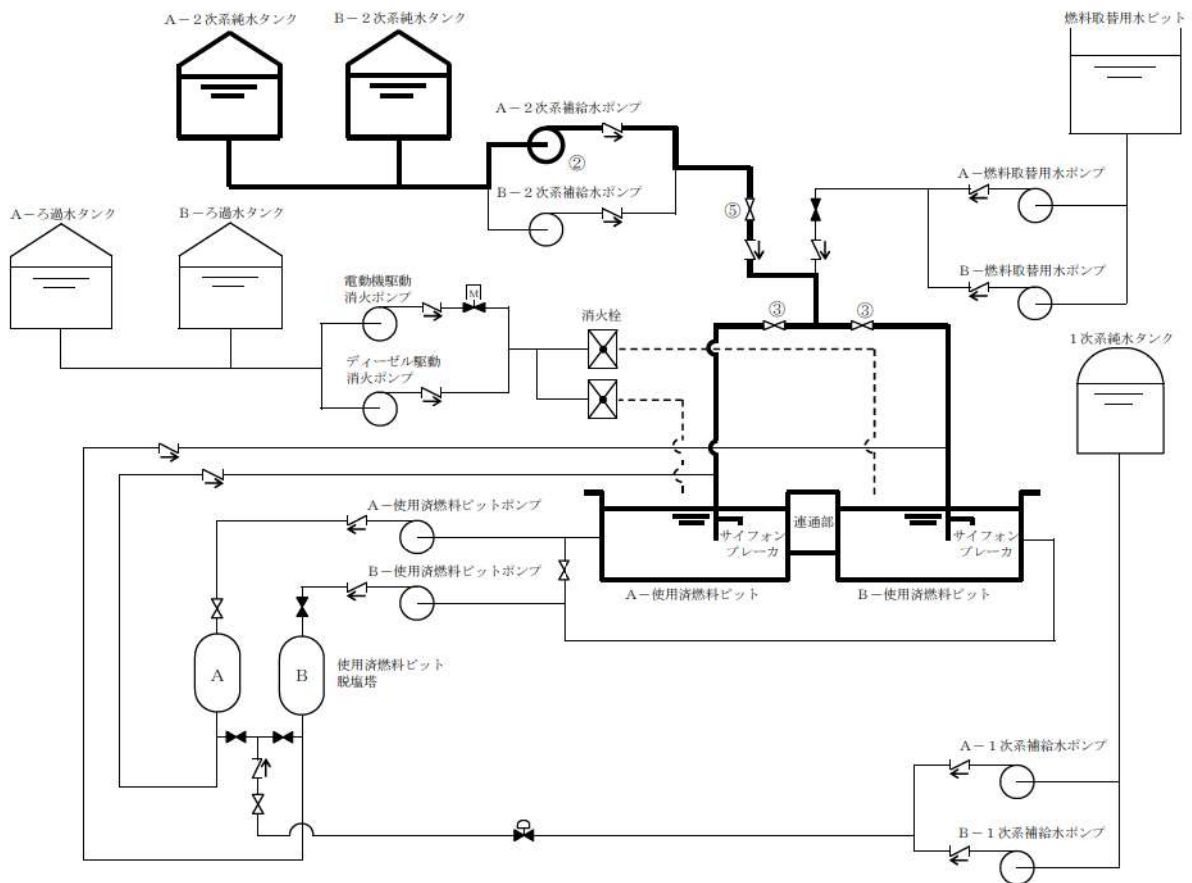 A-2次系純水タンク
B-2次系純水タンク
燃料取替用水ピット
A-2次系補給水ポンプ
②
B-2次系補給水ポンプ
⑤
A-燃料取替用水ポンプ
B-燃料取替用水ポンプ
A-ろ過水タンク
B-ろ過水タンク
電動機駆動
消火ポンプ
M
ディーゼル駆動
消火ポンプ
消火栓
③
③
1次系純水タンク
A-使用済燃料ピットポンプ
B-使用済燃料ピットポンプ
連通部
サイフォン
ブレーカ
サイフォン
ブレーカ
A-使用済燃料ピット
B-使用済燃料ピット
A
B
使用済燃料ピット
脱塩塔
A-1次系補給水ポンプ
B-1次系補給水ポンプ